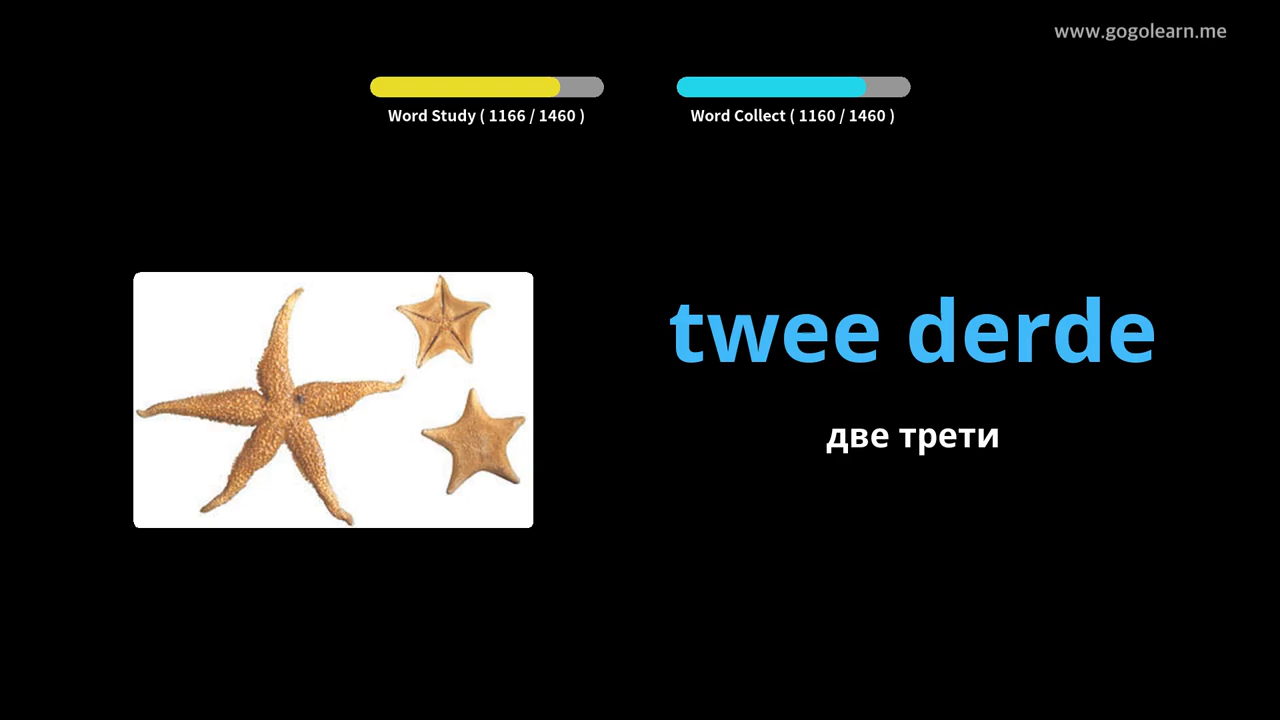 www.gogolearn.me
Word Study ( 1166 / 1460 )
Word Collect ( 1160 / 1460 )
twee derde
две трети